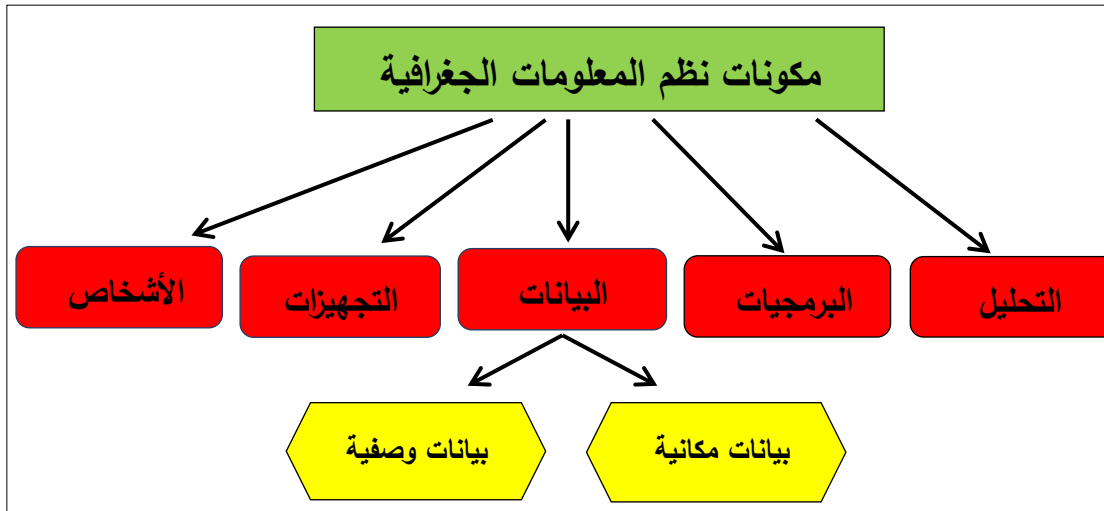 مكونات نظم المعلومات الجغرافية
التحليل
البرمجيات
البيانات
التجهيزات
الأشخاص
بيانات مكانية
بيانات وصفية